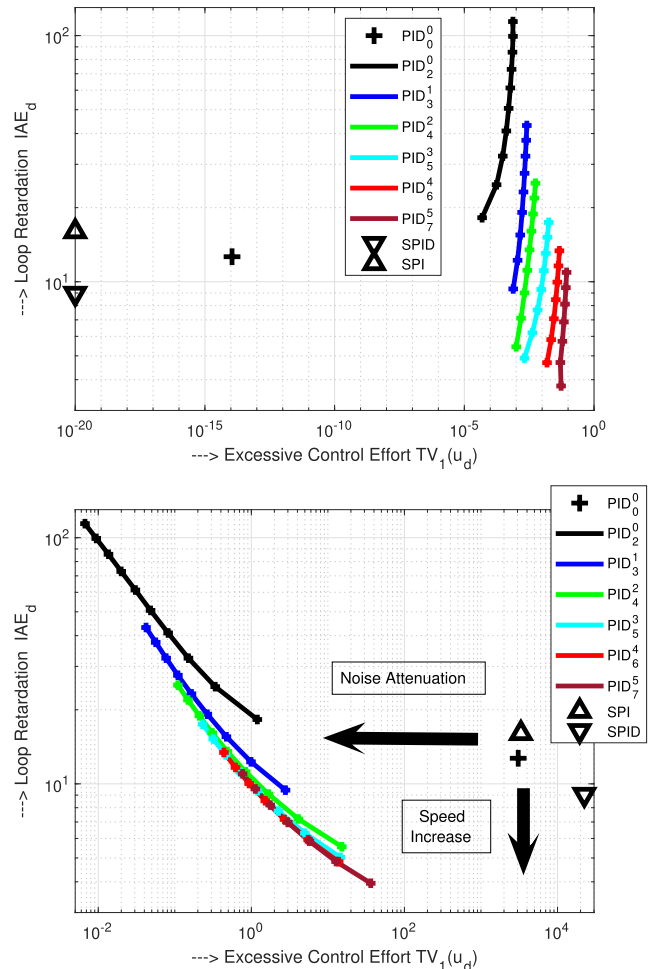 10^2
10^1
---> Loop Retardation IAE_d
PID_0^0
PID_2^0
PID_3^1
PID_4^2
PID_5^3
PID_6^4
PID_7^5
SPID
SPI
10^-20 10^-15 10^-10 10^-5 10^0
---> Excessive Control Effort TV_1(u_d)
10^2
10^1
---> Loop Retardation IAE_d
PID_0^0
PID_2^0
PID_3^1
PID_4^2
PID_5^3
PID_6^4
PID_7^5
SPI
SPID
Noise Attenuation
Speed
Increase
10^-2 10^0 10^2 10^4
---> Excessive Control Effort TV_1(u_d)